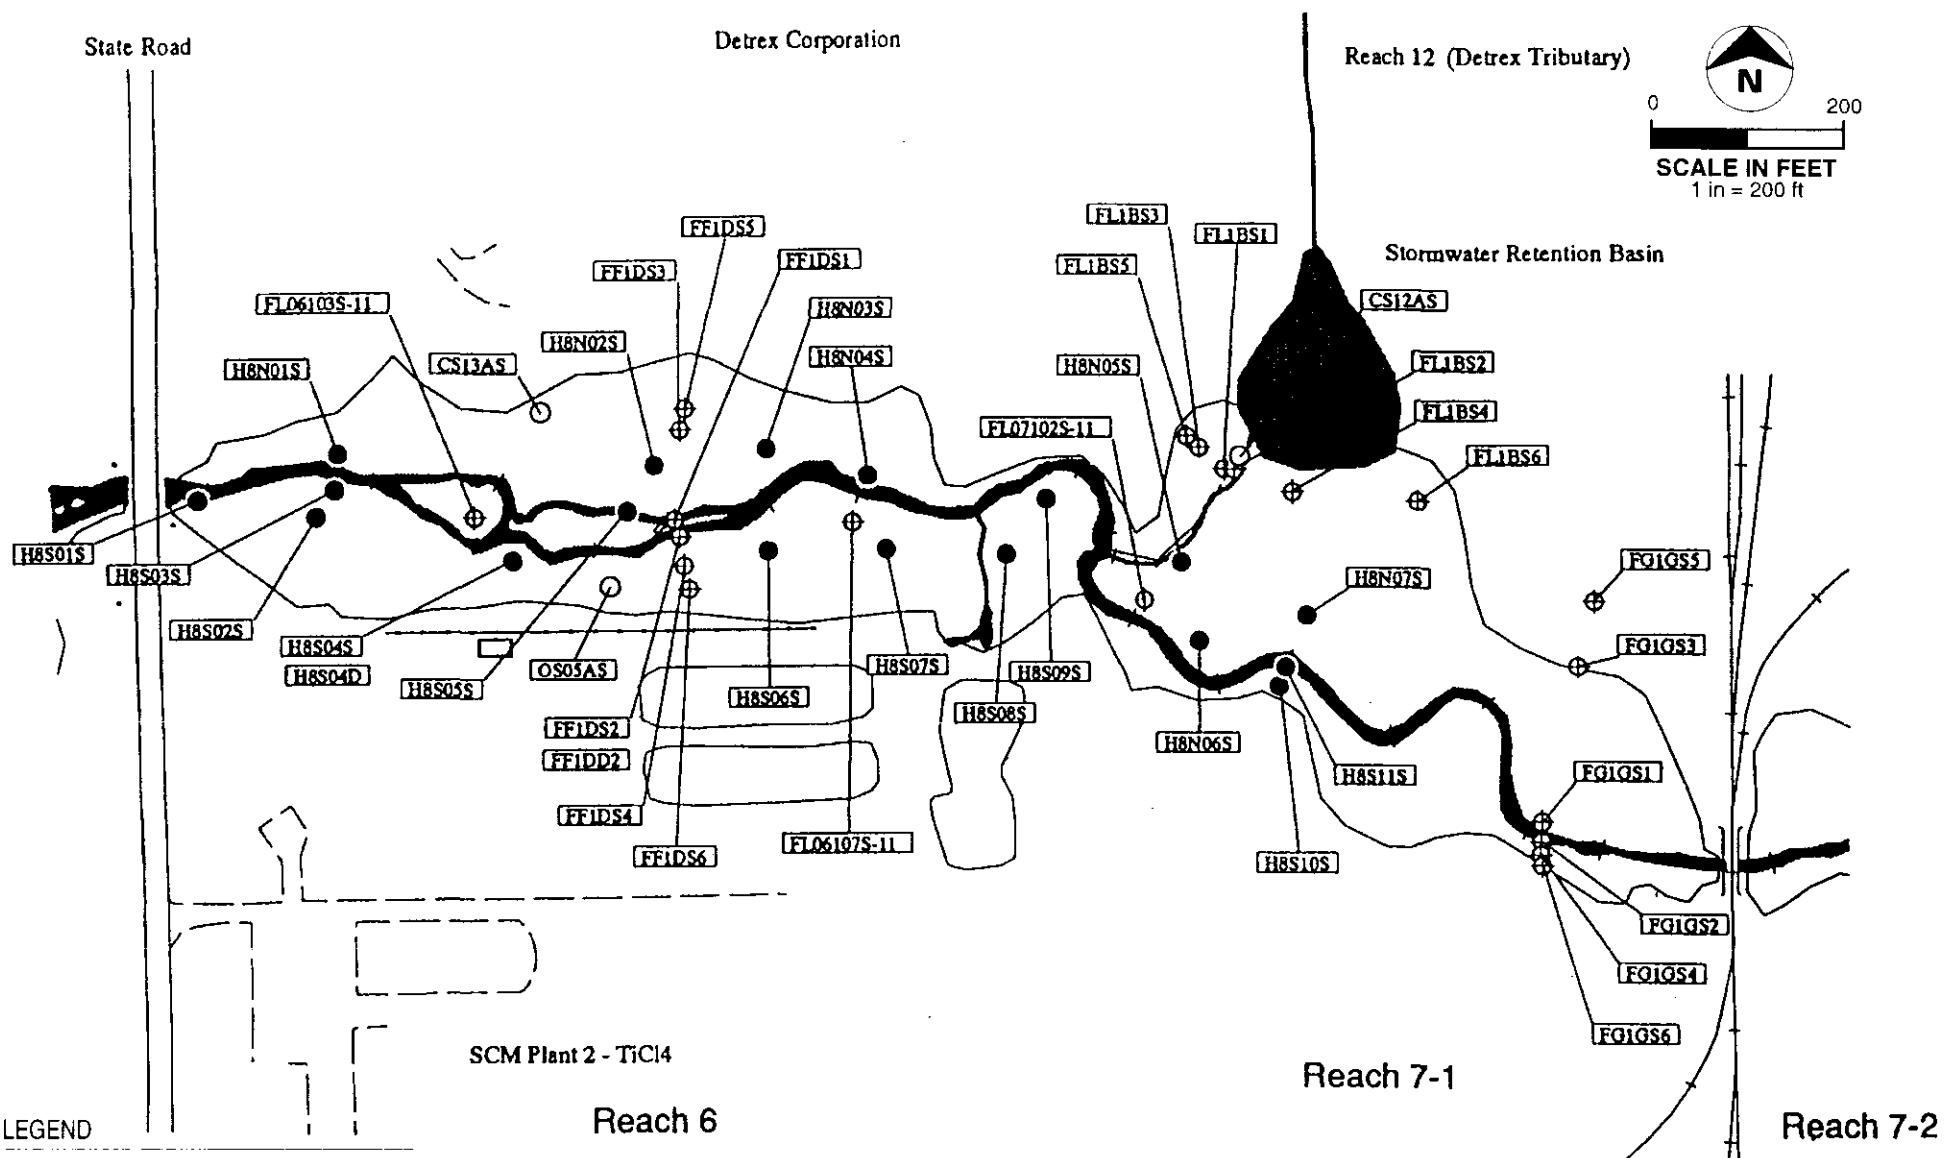 State Road
Detrex Corporation
Reach 12 (Detrex Tributary)
N
0 200
SCALE IN FEET
1 in = 200 ft
FL1BS3
FF1DS5
FL1BS1
Stormwater Retention Basin
FF1DS1
FL1BS5
FF1DS3
FL06103S-11
CS12AS
H8N03S
H8N02S
H8N04S
CS13AS
H8N05S
FL1BS2
H8N01S
FL1BS4
FL07102S-11
FL1BS6
H8S01S
FG1GS5
H8S03S
H8N07S
H8S02S
H8S04S
FG1GS3
H8S04D
OS05AS
H8S07S
H8S09S
H8S05S
H8S06S
H8S08S
FF1DS2
H8N06S
FF1DD2
H8S11S
FG1GS1
FF1DS4
FL06107S-11
FF1DS6
H8S10S
FG1GS2
FG1GS4
FG1GS6
SCM Plant 2 - TiCl4
Reach 7-1
Reach 6
Reach 7-2
LEGEND